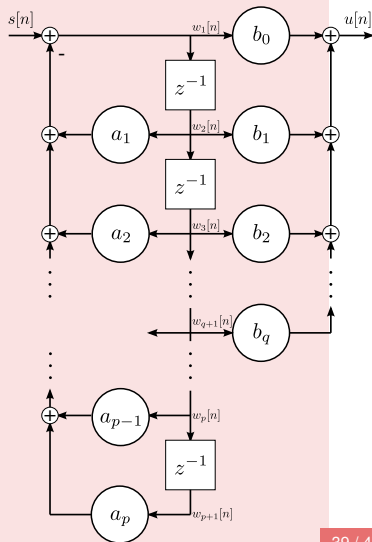 s[n] + w₁[n] b₀ + u[n]
-
z⁻¹
+ a₁ w₂[n] b₁ +
z⁻¹
+ a₂ w₃[n] b₂ +
w_{q+1}[n] b_q
+ a_{p−1} w_p[n]
z⁻¹
a_p w_{p+1}[n]